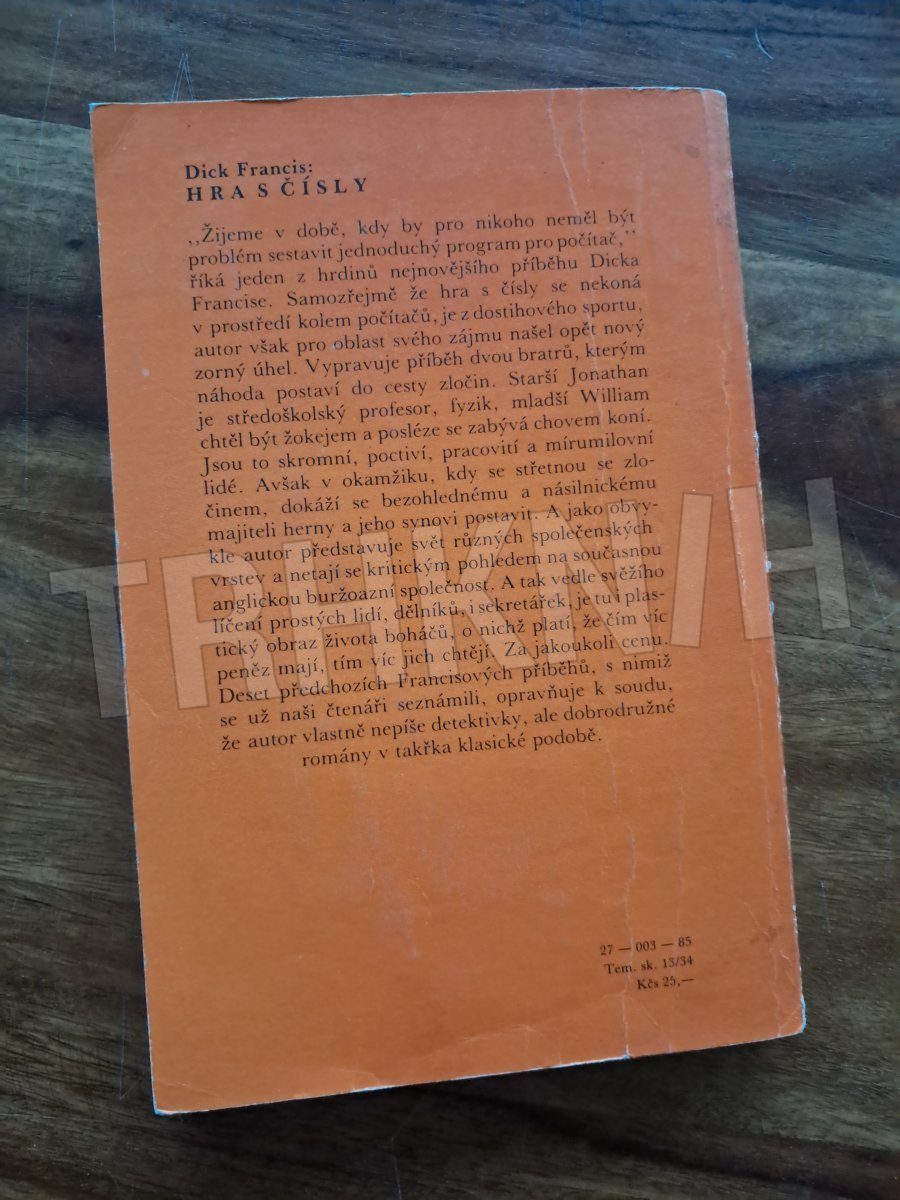 Dick Francis:
HRA S ČÍSLY
,,Žijeme v době, kdy by pro nikoho neměl být
problém sestavit jednoduchý program pro počítač,"
říká jeden z hrdinů nejnovějšího příběhu Dicka
Francise. Samozřejmě že hra s čísly se nekoná
v prostředí kolem počítačů, je z dostihového sportu,
autor však pro oblast svého zájmu našel opět nový
zorný úhel. Vypravuje příběh dvou bratrů, kterým
náhoda postaví do cesty zločin. Starší Jonathan
je středoškolský profesor, fyzik, mladší William
chtěl být žokejem a posléze se zabývá chovem koní.
Jsou to skromní, poctiví, pracovití a mírumilovní
lidé. Avšak v okamžiku, kdy se střetnou se zlo-
činem, dokáží se bezohlednému a násilnickému
majiteli herny a jeho synovi postavit. A jako obvy-
kle autor představuje svět různých společenských
vrstev a netají se kritickým pohledem na současnou
anglickou buržoazní společnost. A tak vedle svěžího
líčení prostých lidí, dělníků, i sekretářek, je tu i plas-
tický obraz života boháčů, o nichž platí, že čím víc
peněz mají, tím víc jich chtějí. Za jakoukoli cenu.
Deset předchozích Francisových příběhů, s nimiž
se už naši čtenáři seznámili, opravňuje k soudu,
že autor vlastně nepíše detektivky, ale dobrodružné
romány v takřka klasické podobě.
TRHKNIH
27 — 003 — 85
Tem. sk. 13/34
Kčs 25,—